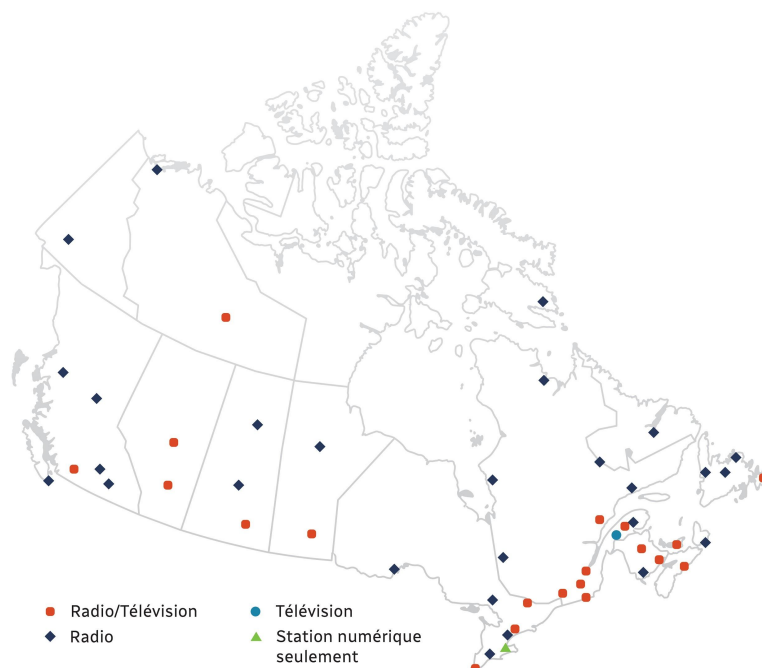 Radio/Télévision
Radio
Télévision
Station numérique
seulement